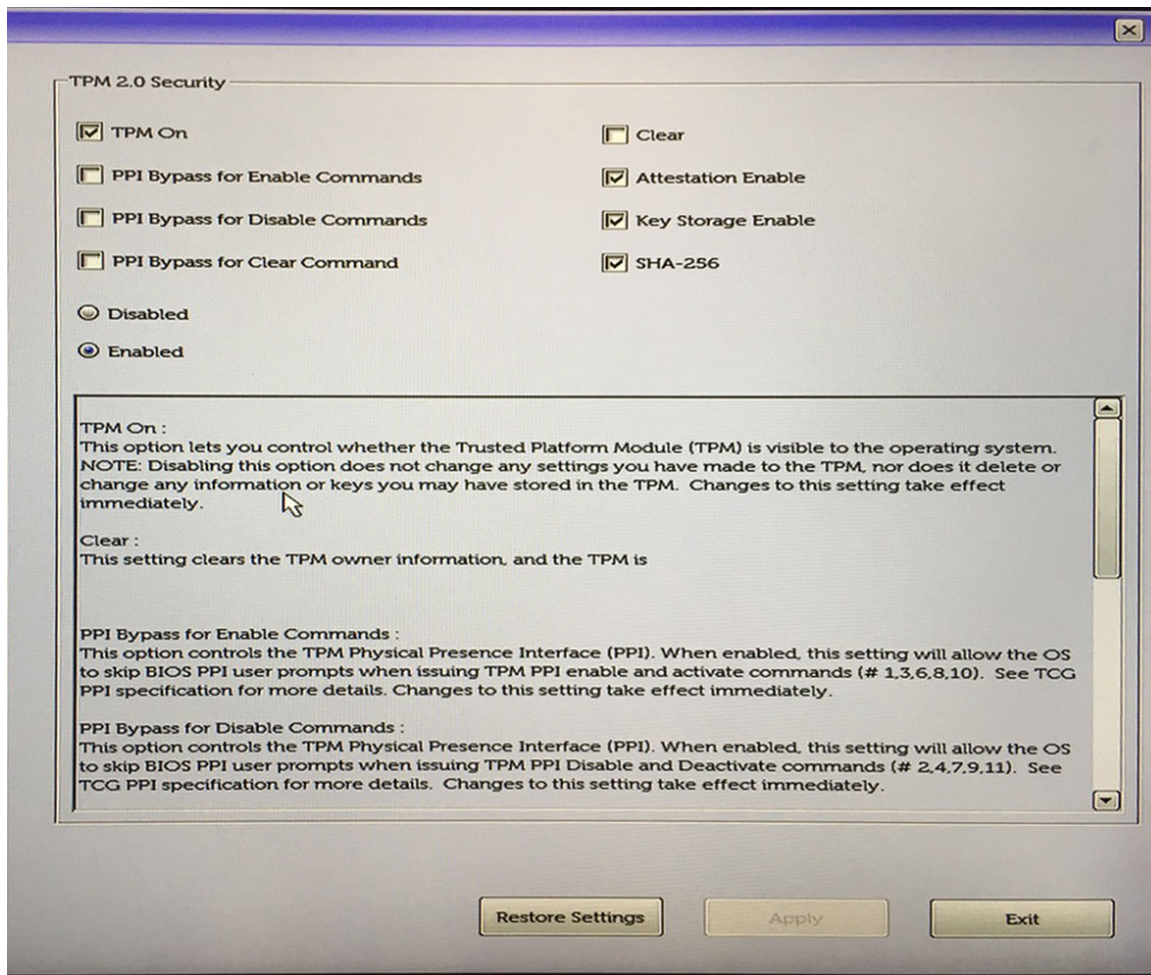 TPM 2.0 Security
TPM On
Clear
PPI Bypass for Enable Commands
Attestation Enable
PPI Bypass for Disable Commands
Key Storage Enable
PPI Bypass for Clear Command
SHA-256
Disabled
Enabled
TPM On :
This option lets you control whether the Trusted Platform Module (TPM) is visible to the operating system.
NOTE: Disabling this option does not change any settings you have made to the TPM, nor does it delete or
change any information or keys you may have stored in the TPM. Changes to this setting take effect
immediately.
Clear :
This setting clears the TPM owner information, and the TPM is
PPI Bypass for Enable Commands :
This option controls the TPM Physical Presence Interface (PPI). When enabled, this setting will allow the OS
to skip BIOS PPI user prompts when issuing TPM PPI enable and activate commands (# 1,3,6,8,10). See TCG
PPI specification for more details. Changes to this setting take effect immediately.
PPI Bypass for Disable Commands :
This option controls the TPM Physical Presence Interface (PPI). When enabled, this setting will allow the OS
to skip BIOS PPI user prompts when issuing TPM PPI Disable and Deactivate commands (# 2,4,7,9,11). See
TCG PPI specification for more details. Changes to this setting take effect immediately.
Restore Settings
Apply
Exit